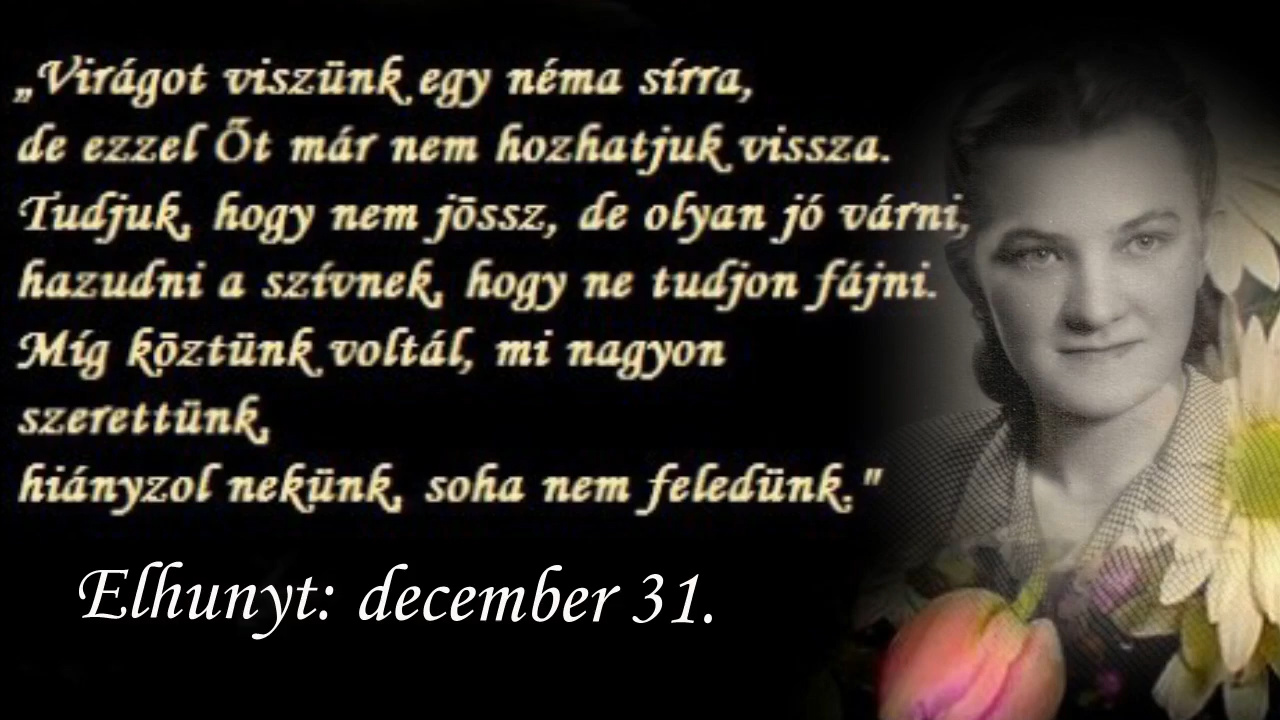 „Virágot viszünk egy néma sírra,
de ezzel Őt már nem hozhatjuk vissza.
Tudjuk, hogy nem jössz, de olyan jó várni,
hazudni a szívnek, hogy ne tudjon fájni.
Míg köztünk voltál, mi nagyon
szerettünk,
hiányzol nekünk, soha nem feledünk."
Elhunyt: december 31.